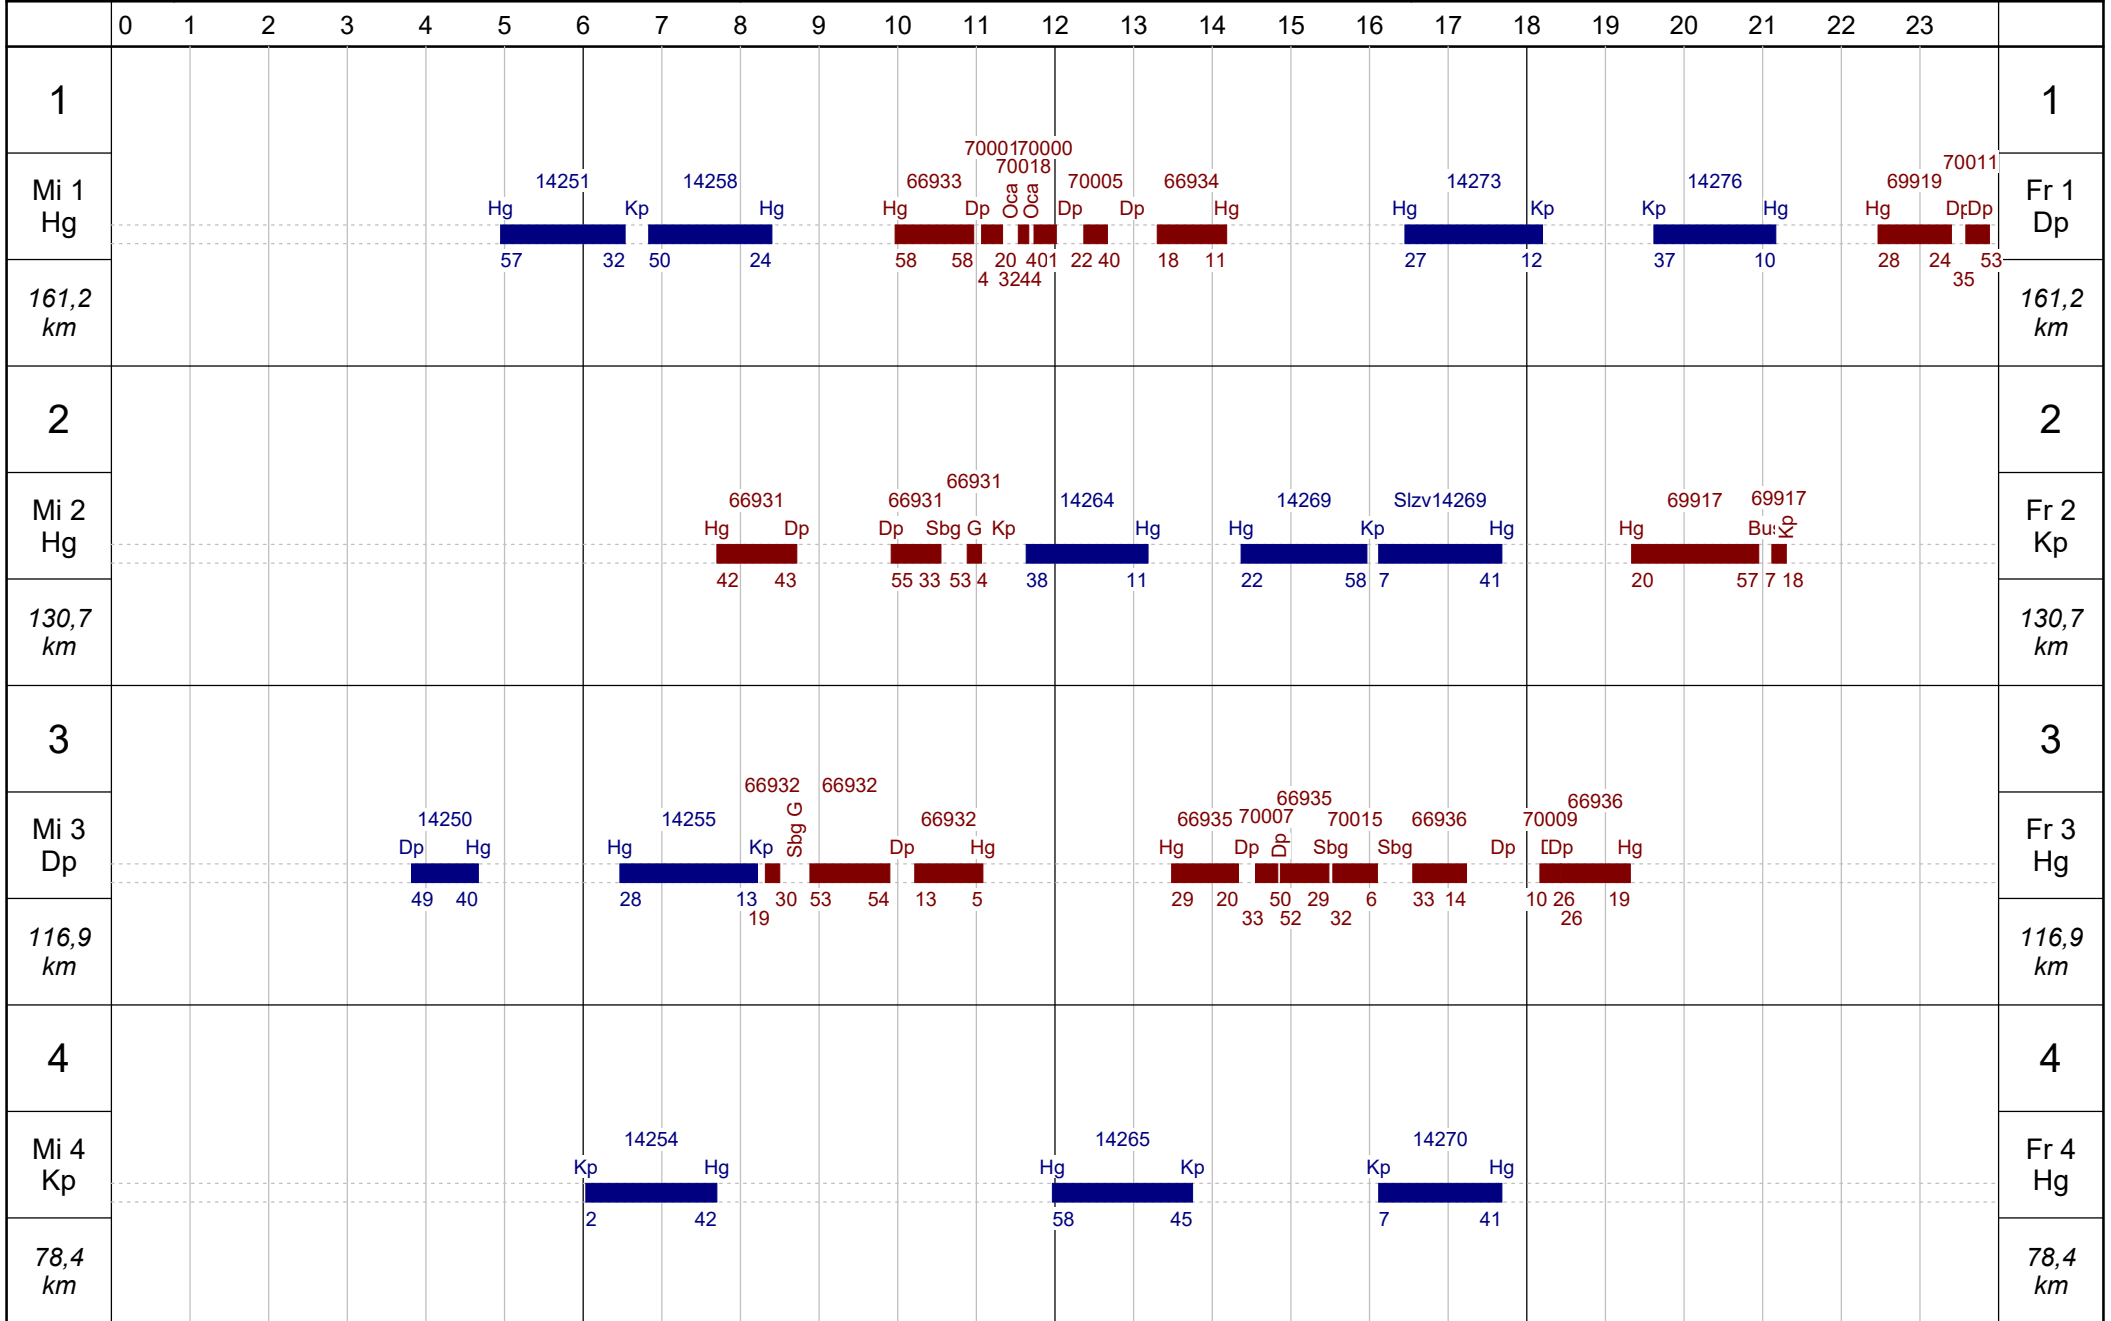 0 1 2 3 4 5 6 7 8 9 10 11 12 13 14 15 16 17 18 19 20 21 22 23
1 1
70001 70000
70018 70011
14251 14258 66933 70005 66934 14273 14276 69919
Mi 1 Fr 1
Hg Kp Hg Hg Dp Oca Oca Dp Dp Hg Hg Kp Kp Hg Hg Dp Dp
Hg Dp
57 32 50 24 58 58 20 40 1 22 40 18 11 27 12 37 10 28 24 53
4 32 44 35
161,2 161,2
km km
2 2
66931
66931 66931 14264 14269 Slzv14269 69917 69917
Mi 2 Fr 2
Hg Dp Dp Sbg G Kp Hg Hg Kp Hg Hg Kp
Hg Kp
42 43 55 33 53 4 38 11 22 58 7 41 20 57 7 18
130,7 130,7
km km
3 3
66932 66932
66935 66936
14250 14255 66932 66935 70007 70015 66936 70009
Mi 3 Fr 3
Dp Hg Hg Kp Sbg G Dp Hg Hg Dp Dp Sbg Sbg Dp Dp Hg
Dp Hg
49 40 28 13 30 53 54 13 5 29 20 50 29 6 33 14 10 26 19
19 33 52 32 26
116,9 116,9
km km
4 4
14254 14265 14270
Mi 4 Fr 4
Kp Hg Hg Kp Kp Hg
Kp Hg
2 42 58 45 7 41
78,4 78,4
km km